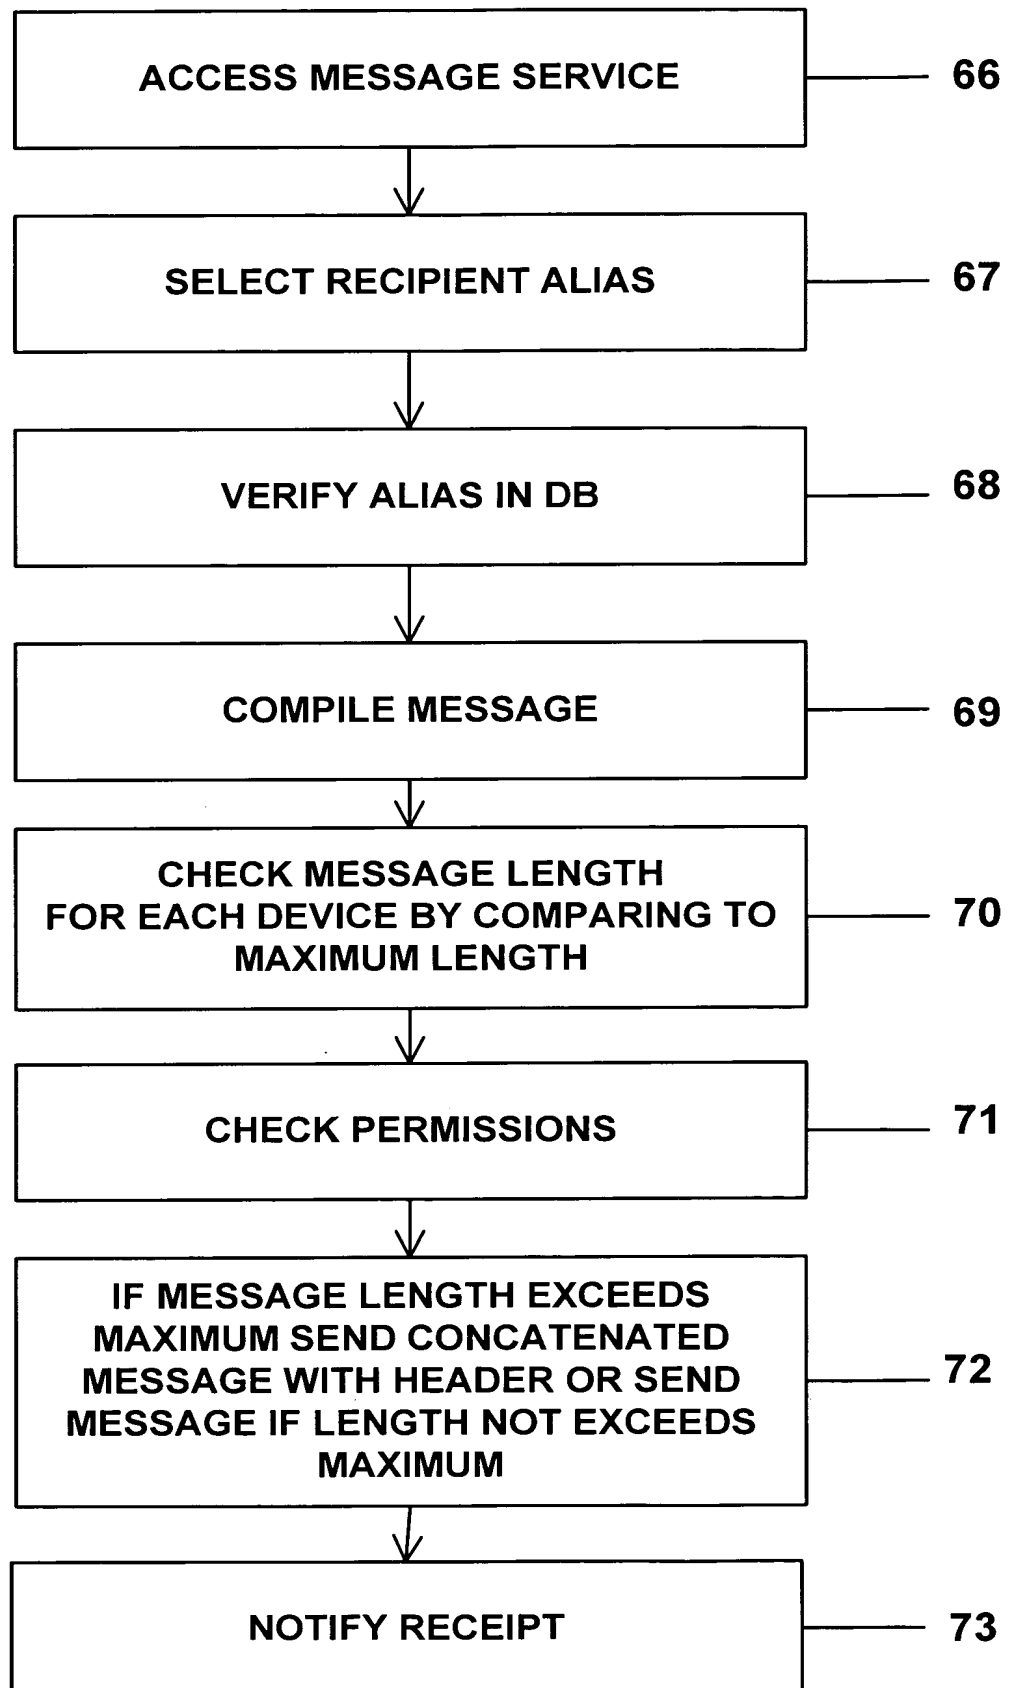 ACCESS MESSAGE SERVICE
66
SELECT RECIPIENT ALIAS
67
VERIFY ALIAS IN DB
68
COMPILE MESSAGE
69
CHECK MESSAGE LENGTH
FOR EACH DEVICE BY COMPARING TO
MAXIMUM LENGTH
70
CHECK PERMISSIONS
71
IF MESSAGE LENGTH EXCEEDS
MAXIMUM SEND CONCATENATED
MESSAGE WITH HEADER OR SEND
MESSAGE IF LENGTH NOT EXCEEDS
MAXIMUM
72
NOTIFY RECEIPT
73